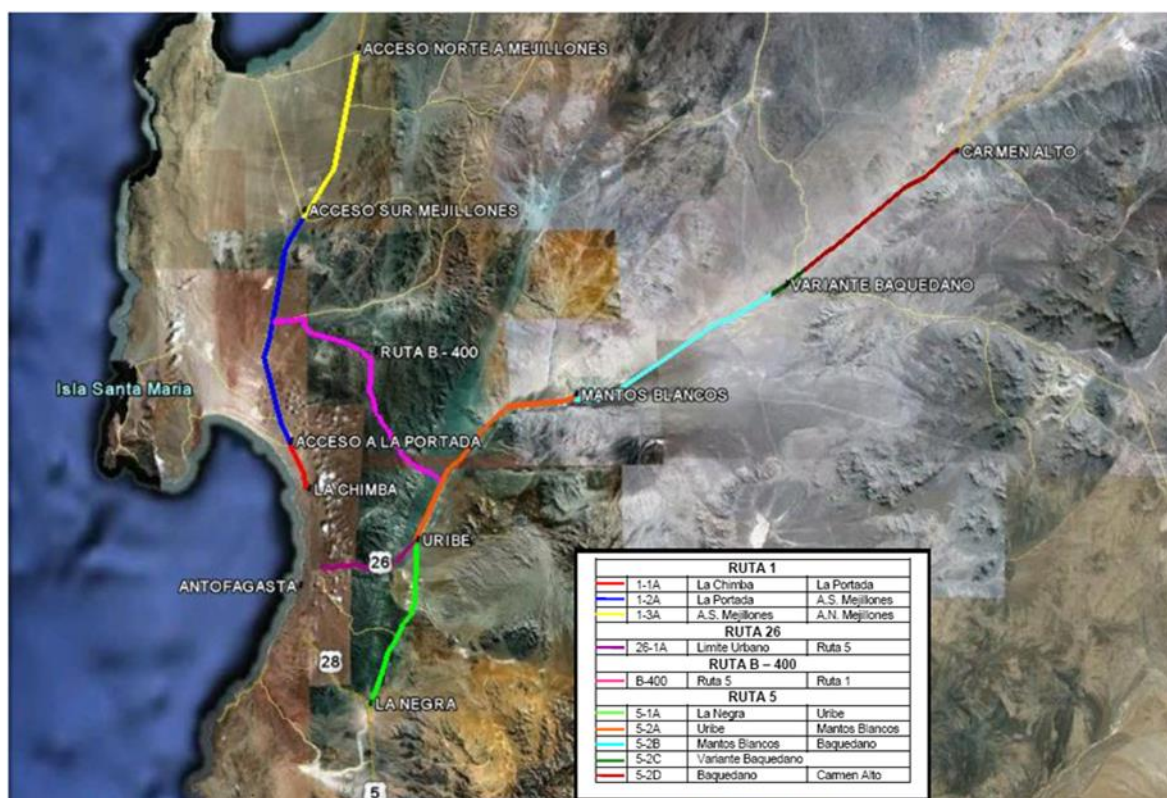 ACCESO NORTE A MEJILLONES
CARMEN ALTO
ACCESO SUR MEJILLONES
VARIANTE BAQUEDANO
RUTA B - 400
Isla Santa Maria
MANTOS BLANCOS
ACCESO A LA PORTADA
LA CHIMBA
URIBE
26
ANTOFAGASTA
28
LA NEGRA
5
RUTA 1
1-1A La Chimba La Portada
1-2A La Portada A.S. Mejillones
1-3A A.S. Mejillones A.N. Mejillones
RUTA 26
26-1A Limite Urbano Ruta 5
RUTA B – 400
B-400 Ruta 5 Ruta 1
RUTA 5
5-1A La Negra Uribe
5-2A Uribe Mantos Blancos
5-2B Mantos Blancos Baquedano
5-2C Variante Baquedano
5-2D Baquedano Carmen Alto